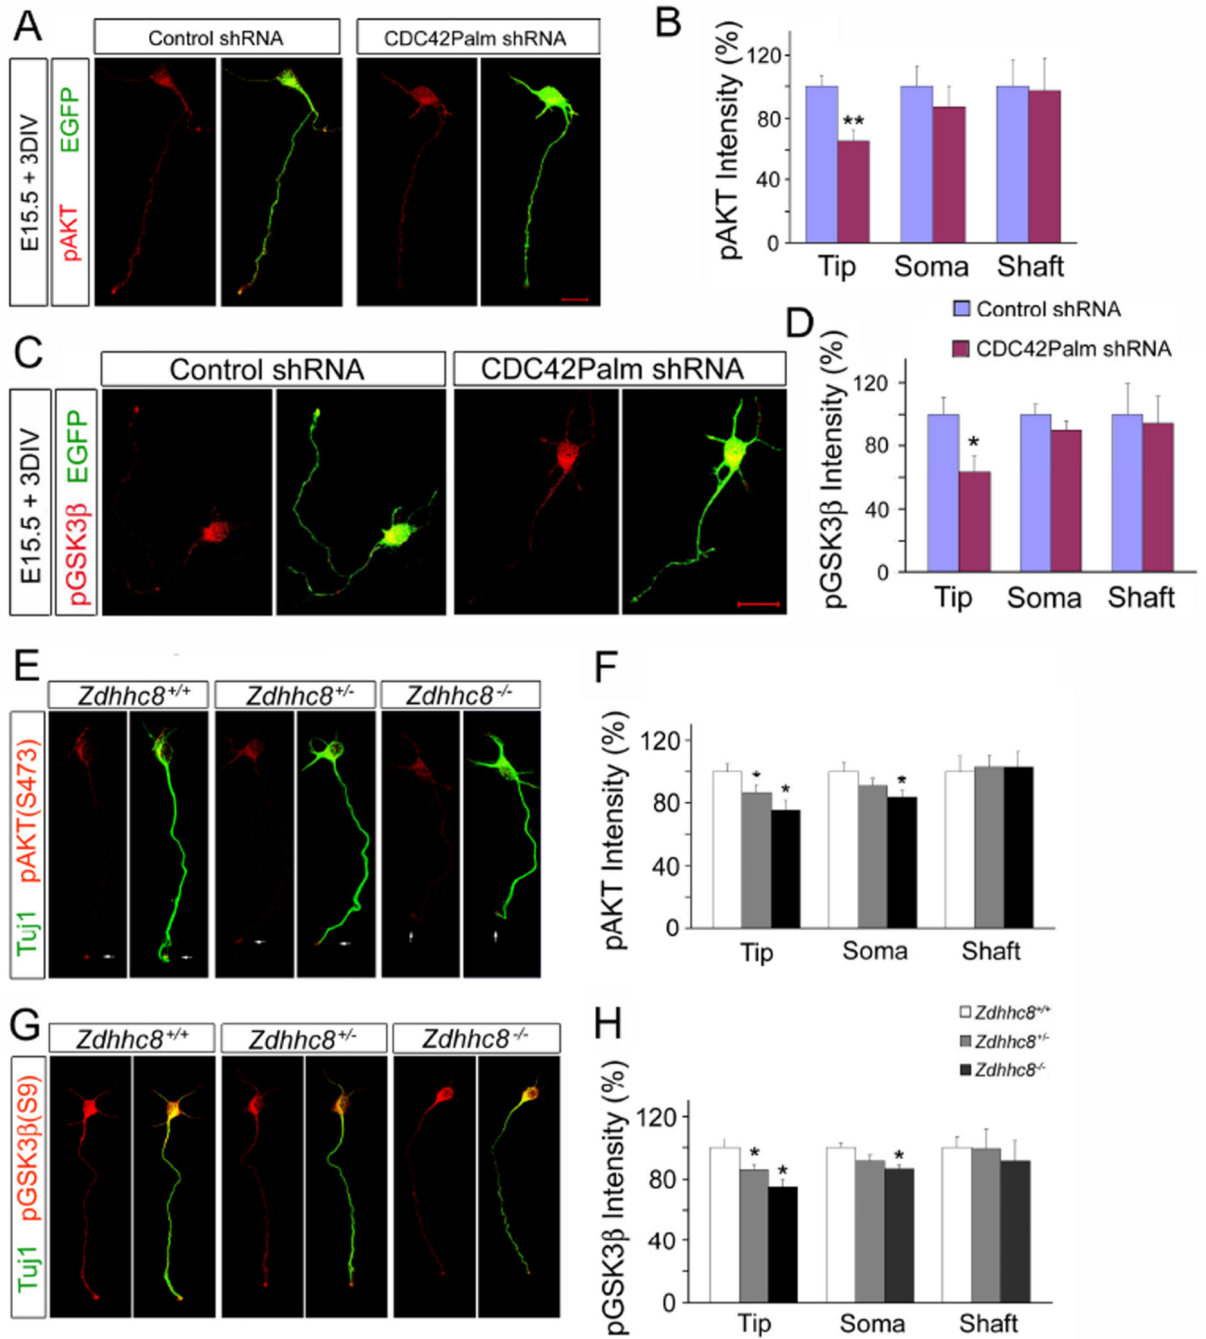 A
Control shRNA
CDC42Palm shRNA
E15.5 + 3DIV
pAKT EGFP
B
pAKT Intensity (%)
120
80
40
0
Tip Soma Shaft
Control shRNA
CDC42Palm shRNA
C
Control shRNA
CDC42Palm shRNA
E15.5 + 3DIV
pGSK3β EGFP
D
pGSK3β Intensity (%)
120
80
40
0
**
*
Tip Soma Shaft
E
Zdhhc8+/+
Zdhhc8+/-
Zdhhc8-/-
Tuj1 pAKT(S473)
F
pAKT Intensity (%)
120
80
40
0
* * *
Tip Soma Shaft
G
Zdhhc8+/+
Zdhhc8+/-
Zdhhc8-/-
Tuj1 pGSK3β(S9)
H
Zdhhc8+/+
Zdhhc8+/-
Zdhhc8-/-
pGSK3β Intensity (%)
120
80
40
0
* * *
Tip Soma Shaft